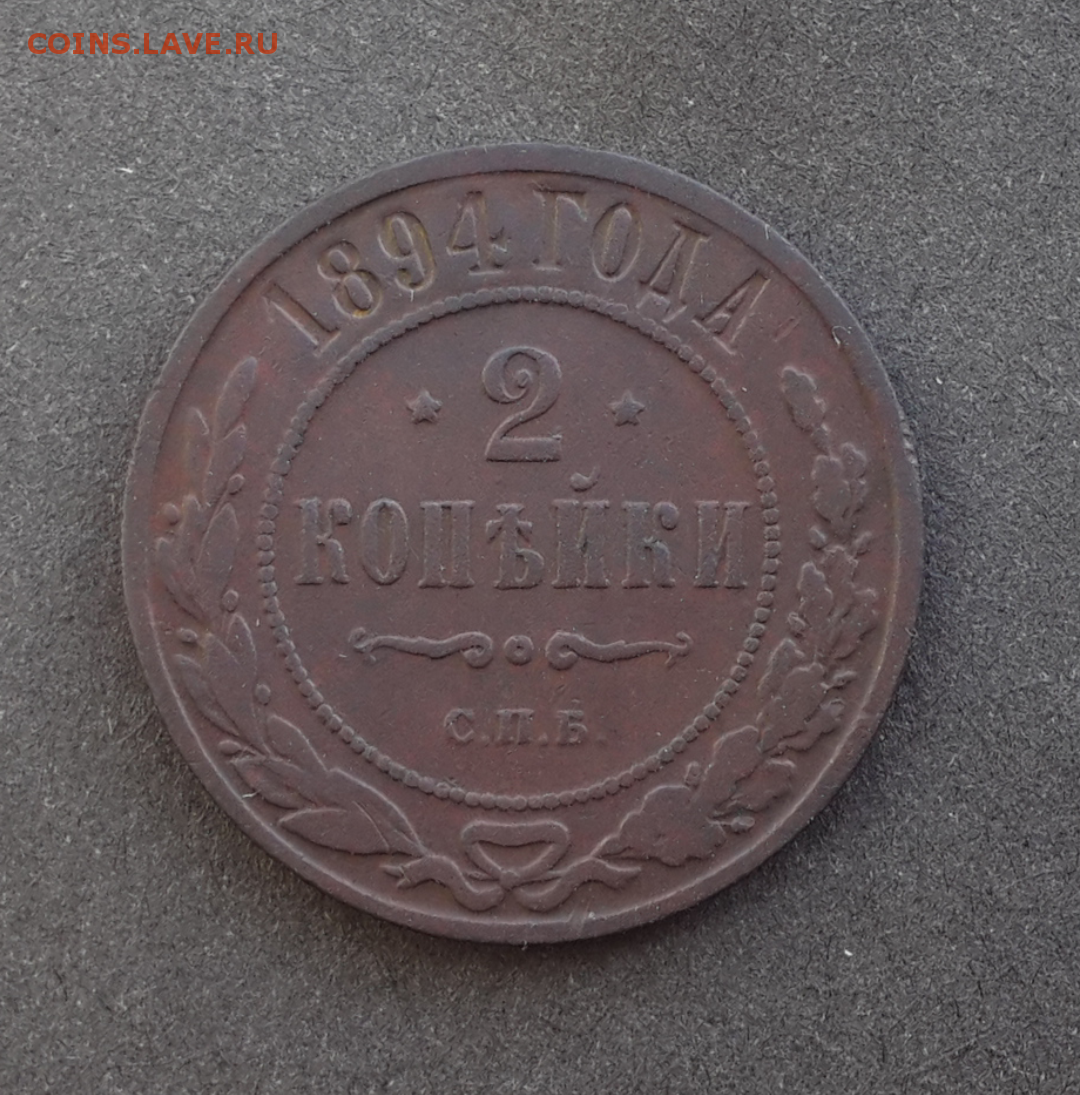 COINS.LAVE.RU
1894 ГОДА
2
КОПѢЙКИ
С.П.Б.